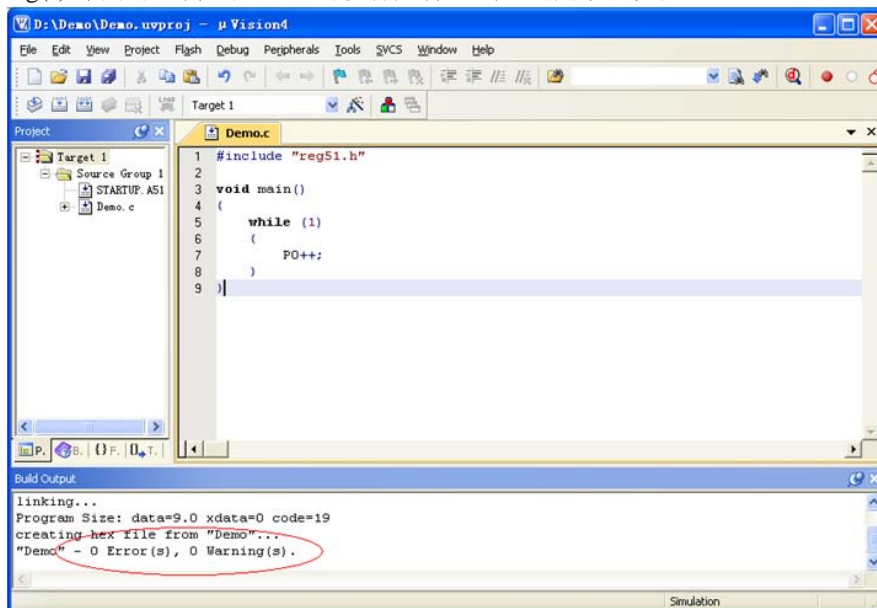 D:\Demo\Demo.uvproj - µVision4
File Edit View Project Flash Debug Peripherals Tools SVCS Window Help
Target 1
Project
Demo.c
Target 1
Source Group 1
STARTUP.A51
Demo.c
1 #include "reg51.h"
2
3 void main()
4 {
5 while (1)
6 {
7 P0++;
8 }
9 }
P. B. {} F. 0 T.
Build Output
linking...
Program Size: data=9.0 xdata=0 code=19
creating hex file from "Demo"...
"Demo" - 0 Error(s), 0 Warning(s).
Simulation